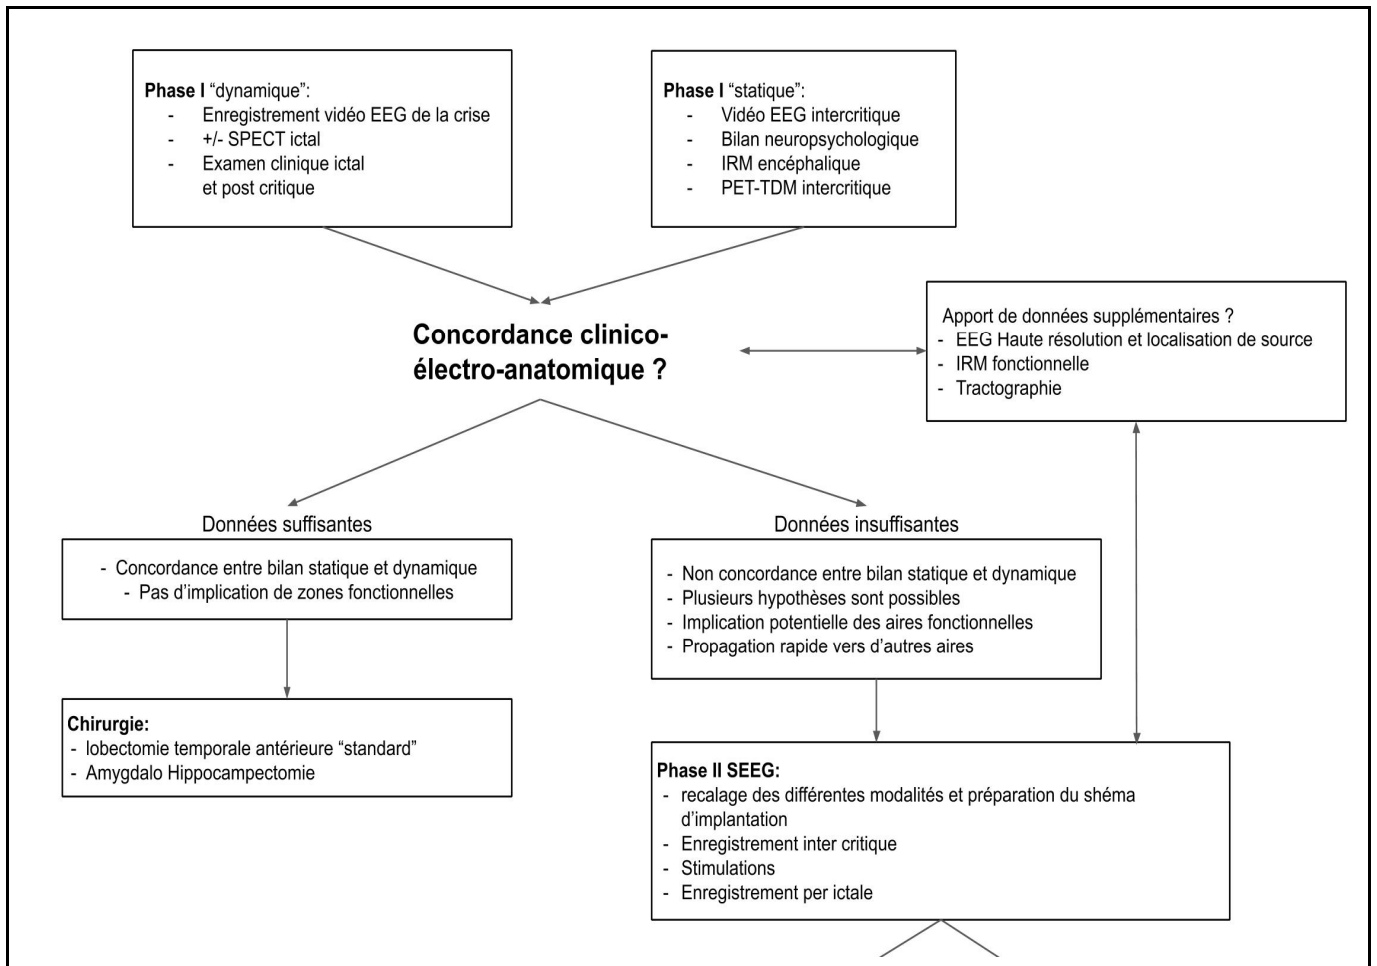 Phase I “dynamique”:
- Enregistrement vidéo EEG de la crise
- +/- SPECT ictal
- Examen clinique ictal
et post critique
Phase I “statique”:
- Vidéo EEG intercritique
- Bilan neuropsychologique
- IRM encéphalique
- PET-TDM intercritique
Concordance clinico-
électro-anatomique ?
Apport de données supplémentaires ?
- EEG Haute résolution et localisation de source
- IRM fonctionnelle
- Tractographie
Données suffisantes
- Concordance entre bilan statique et dynamique
- Pas d’implication de zones fonctionnelles
Chirurgie:
- lobectomie temporale antérieure “standard”
- Amygdalo Hippocampectomie
Données insuffisantes
- Non concordance entre bilan statique et dynamique
- Plusieurs hypothèses sont possibles
- Implication potentielle des aires fonctionnelles
- Propagation rapide vers d’autres aires
Phase II SEEG:
- recalage des différentes modalités et préparation du shéma
d’implantation
- Enregistrement inter critique
- Stimulations
- Enregistrement per ictale